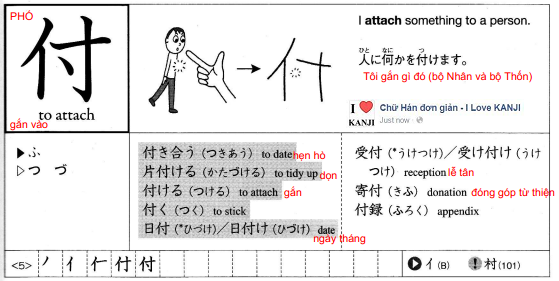 PHÓ
付
to attach
gắn vào
付
I attach something to a person.
ひと なに つ
人に何かを付けます。
Tôi gắn gì đó (bộ Nhân và bộ Thốn)
I ❤ KANJI
Chữ Hán đơn giản - I Love KANJI
Just now
▶ふ
▷つ づ
付き合う（つきあう） to date hẹn hò
片付ける（かたづける） to tidy up dọn
付ける（つける） to attach gắn
付く（つく） to stick
日付（*ひづけ）／日付け（ひづけ） date
ngày tháng
受付（*うけつけ）／受け付け（うけつけ） reception lễ tân
寄付（きふ） donation đóng góp từ thiện
付録（ふろく） appendix
<5> ノ イ 仁 付 付
▶ イ (B) ! 村 (101)